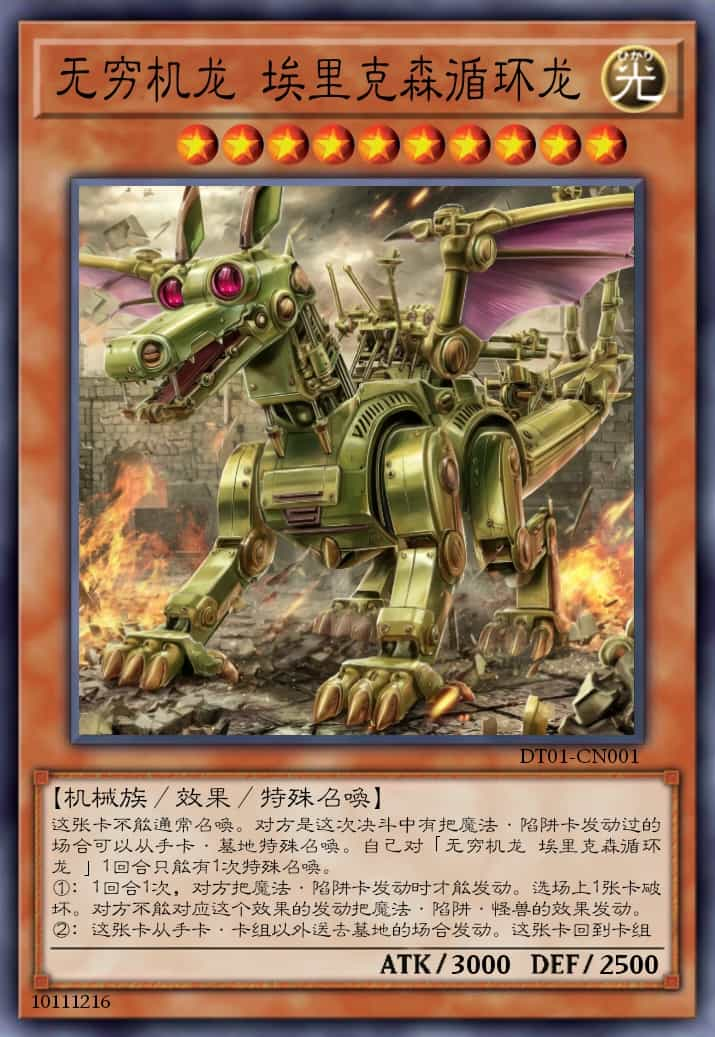 无穷机龙 埃里克森循环龙
ひかり
光
DT01-CN001
【机械族／效果／特殊召唤】
这张卡不能通常召唤。对方是这次决斗中有把魔法·陷阱卡发动过的
场合可以从手卡·墓地特殊召唤。自己对「无穷机龙 埃里克森循环
龙 」1回合只能有1次特殊召唤。
①：1回合1次，对方把魔法·陷阱卡发动时才能发动。选场上1张卡破
坏。对方不能对应这个效果的发动把魔法·陷阱·怪兽的效果发动。
②：这张卡从手卡·卡组以外送去墓地的场合发动。这张卡回到卡组
ATK/3000 DEF/2500
10111216